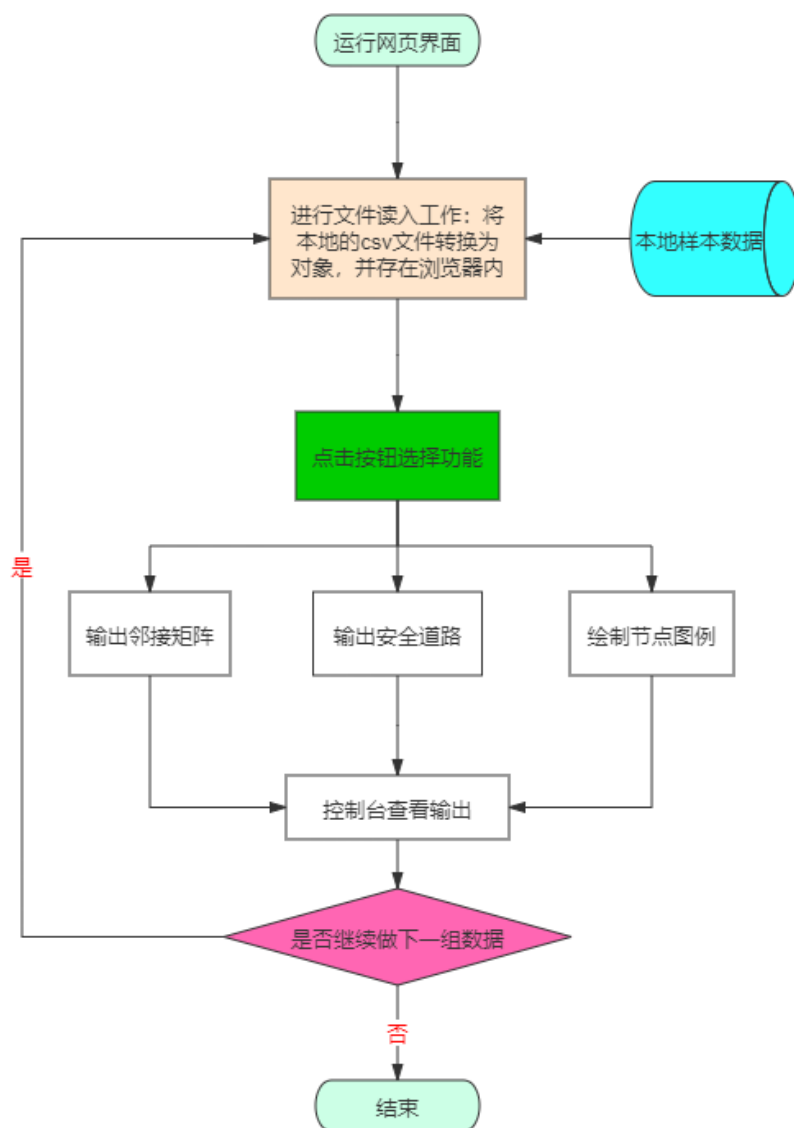 运行网页界面
进行文件读入工作：将
本地的csv文件转换为
对象，并存在浏览器内
本地样本数据
点击按钮选择功能
是
输出邻接矩阵
输出安全道路
绘制节点图例
控制台查看输出
是否继续做下一组数据
否
结束